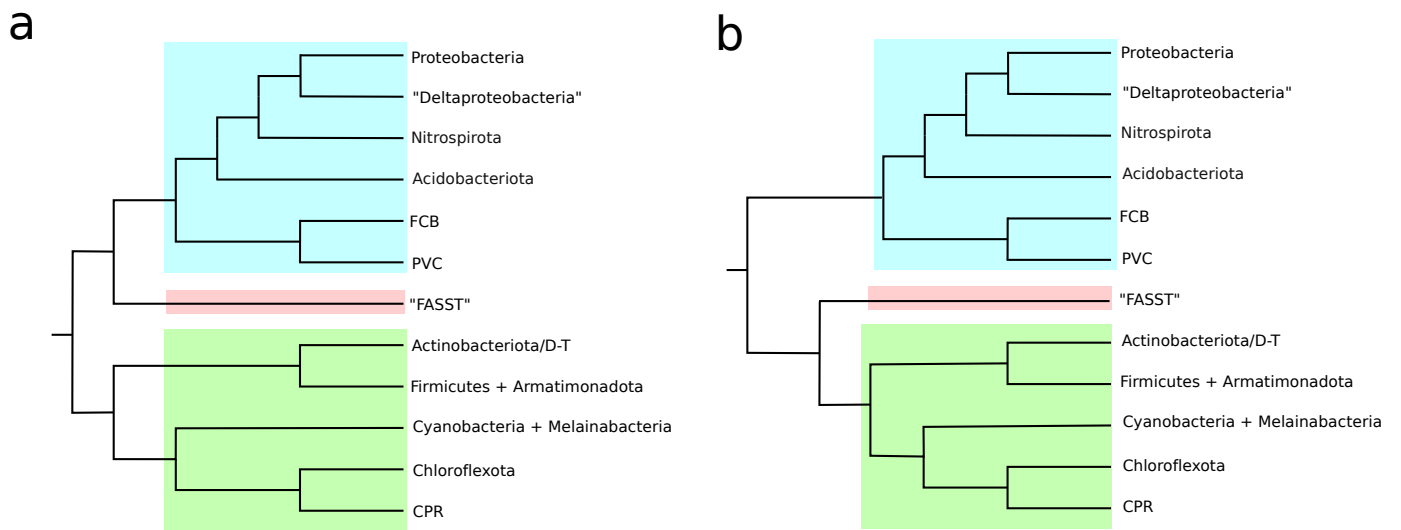 a
Proteobacteria
"Deltaproteobacteria"
Nitrospirota
Acidobacteriota
FCB
PVC
"FASST"
Actinobacteriota/D-T
Firmicutes + Armatimonadota
Cyanobacteria + Melainabacteria
Chloroflexota
CPR
b
Proteobacteria
"Deltaproteobacteria"
Nitrospirota
Acidobacteriota
FCB
PVC
"FASST"
Actinobacteriota/D-T
Firmicutes + Armatimonadota
Cyanobacteria + Melainabacteria
Chloroflexota
CPR